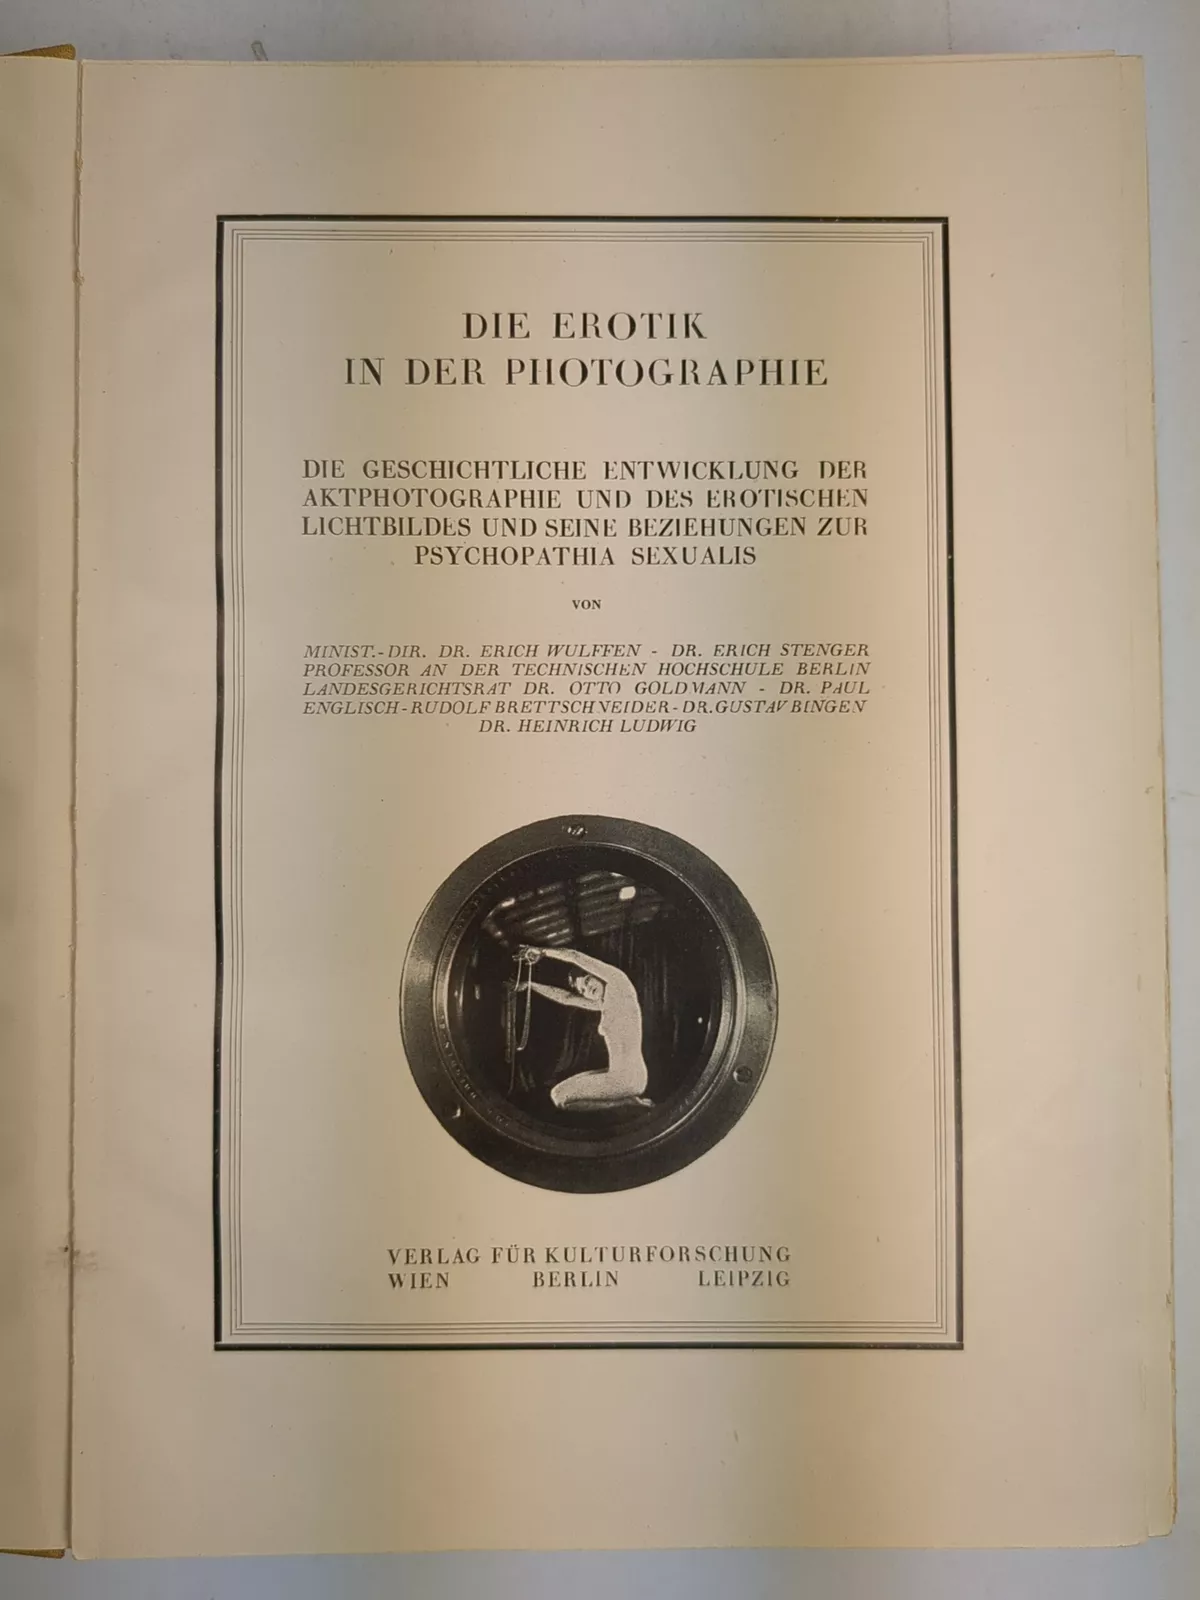 DIE EROTIK
IN DER PHOTOGRAPHIE
DIE GESCHICHTLICHE ENTWICKLUNG DER
AKTPHOTOGRAPHIE UND DES EROTISCHEN
LICHTBILDES UND SEINE BEZIEHUNGEN ZUR
PSYCHOPATHIA SEXUALIS
VON
MINIST.-DIR. DR. ERICH WULFFEN - DR. ERICH STENGER
PROFESSOR AN DER TECHNISCHEN HOCHSCHULE BERLIN
LANDESGERICHTSRAT DR. OTTO GOLDMANN - DR. PAUL
ENGLISCH-RUDOLF BRETTSCHNEIDER-DR. GUSTAV BINGEN
DR. HEINRICH LUDWIG
VERLAG FÜR KULTURFORSCHUNG
WIEN BERLIN LEIPZIG